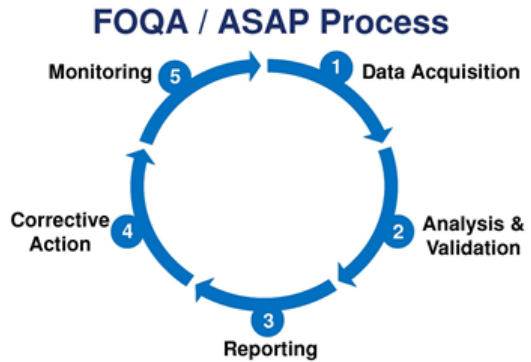 FOQA / ASAP Process
1
Data Acquisition
2
Analysis &
Validation
3
Reporting
4
Corrective
Action
5
Monitoring